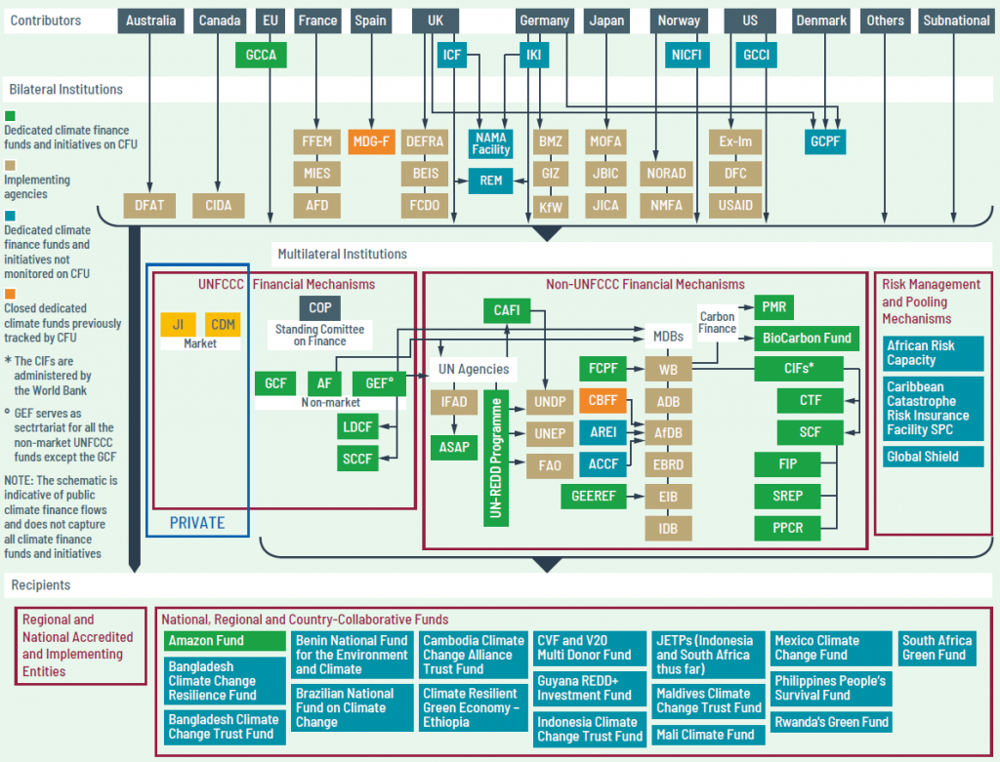 Contributors
Australia
Canada
EU
France
Spain
UK
Germany
Japan
Norway
US
Denmark
Others
Subnational
GCCA
ICF
IKI
NICFI
GCCI
Bilateral Institutions
Dedicated climate finance
funds and initiatives on CFU
Implementing
agencies
Dedicated climate
finance funds and
initiatives not
monitored on CFU
Closed dedicated
climate funds previously
tracked by CFU
* The CIFs are
administered by
the World Bank
° GEF serves as
sectrtariat for all the
non-market UNFCCC
funds except the GCF
NOTE: The schematic is
indicative of public
climate finance flows
and does not capture
all climate finance
funds and initiatives
DFAT
CIDA
FFEM
MIES
AFD
MDG-F
DEFRA
BEIS
FCDO
NAMA
Facility
REM
BMZ
GIZ
KfW
MOFA
JBIC
JICA
NORAD
NMFA
Ex-Im
DFC
USAID
GCPF
Multilateral Institutions
UNFCCC Financial Mechanisms
JI
CDM
Market
COP
Standing Comittee
on Finance
GCF
AF
GEF°
Non-market
LDCF
SCCF
PRIVATE
Non-UNFCCC Financial Mechanisms
CAFI
UN Agencies
IFAD
ASAP
UN-REDD Programme
UNDP
UNEP
FAO
FCPF
CBFF
AREI
ACCF
GEEREF
MDBs
WB
ADB
AfDB
EBRD
EIB
IDB
Carbon
Finance
PMR
BioCarbon Fund
CIFs*
CTF
SCF
FIP
SREP
PPCR
Risk Management
and Pooling
Mechanisms
African Risk
Capacity
Caribbean
Catastrophe
Risk Insurance
Facility SPC
Global Shield
Recipients
Regional and
National Accredited
and Implementing
Entities
National, Regional and Country-Collaborative Funds
Amazon Fund
Bangladesh
Climate Change
Resilience Fund
Bangladesh Climate
Change Trust Fund
Benin National Fund
for the Environment
and Climate
Brazilian National
Fund on Climate
Change
Cambodia Climate
Change Alliance
Trust Fund
Climate Resilient
Green Economy –
Ethiopia
CVF and V20
Multi Donor Fund
Guyana REDD+
Investment Fund
Indonesia Climate
Change Trust Fund
JETPs (Indonesia
and South Africa
thus far)
Maldives Climate
Change Trust Fund
Mali Climate Fund
Mexico Climate
Change Fund
Philippines People's
Survival Fund
Rwanda's Green Fund
South Africa
Green Fund